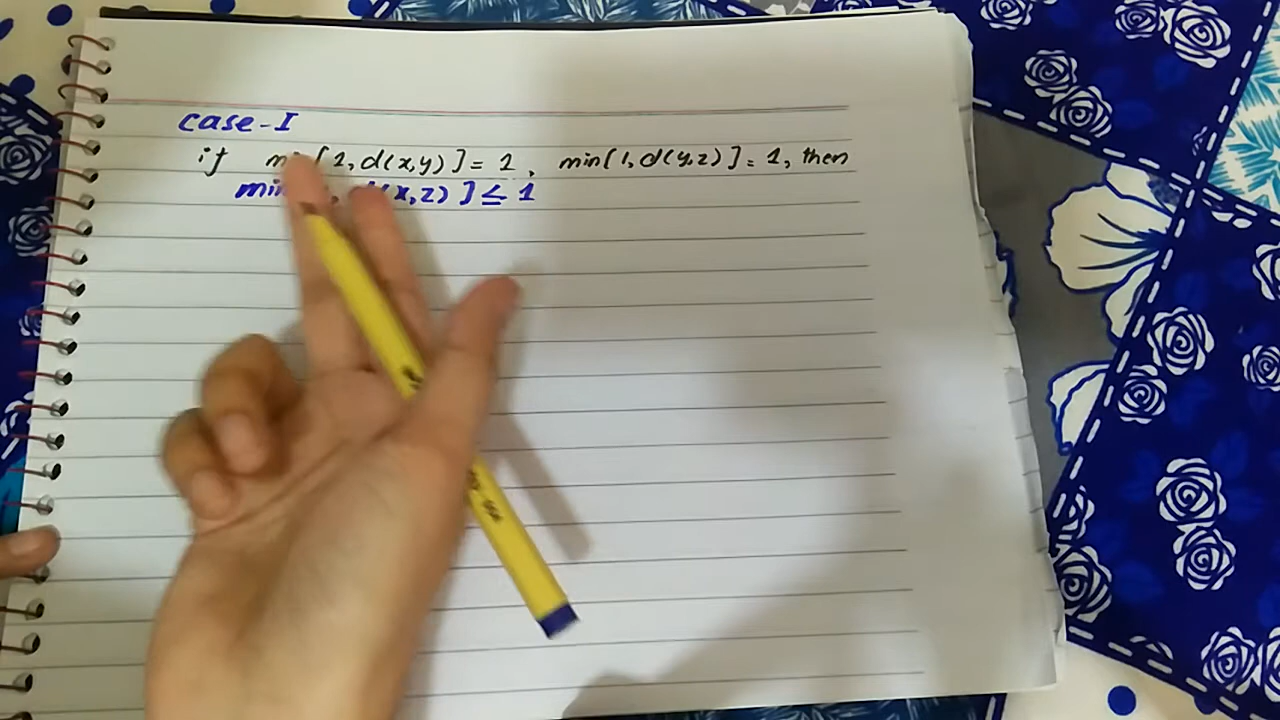 case-I
if min[1,d(x,y)]=1, min[1,d(y,z)]=1, then
d(x,z)]≤1